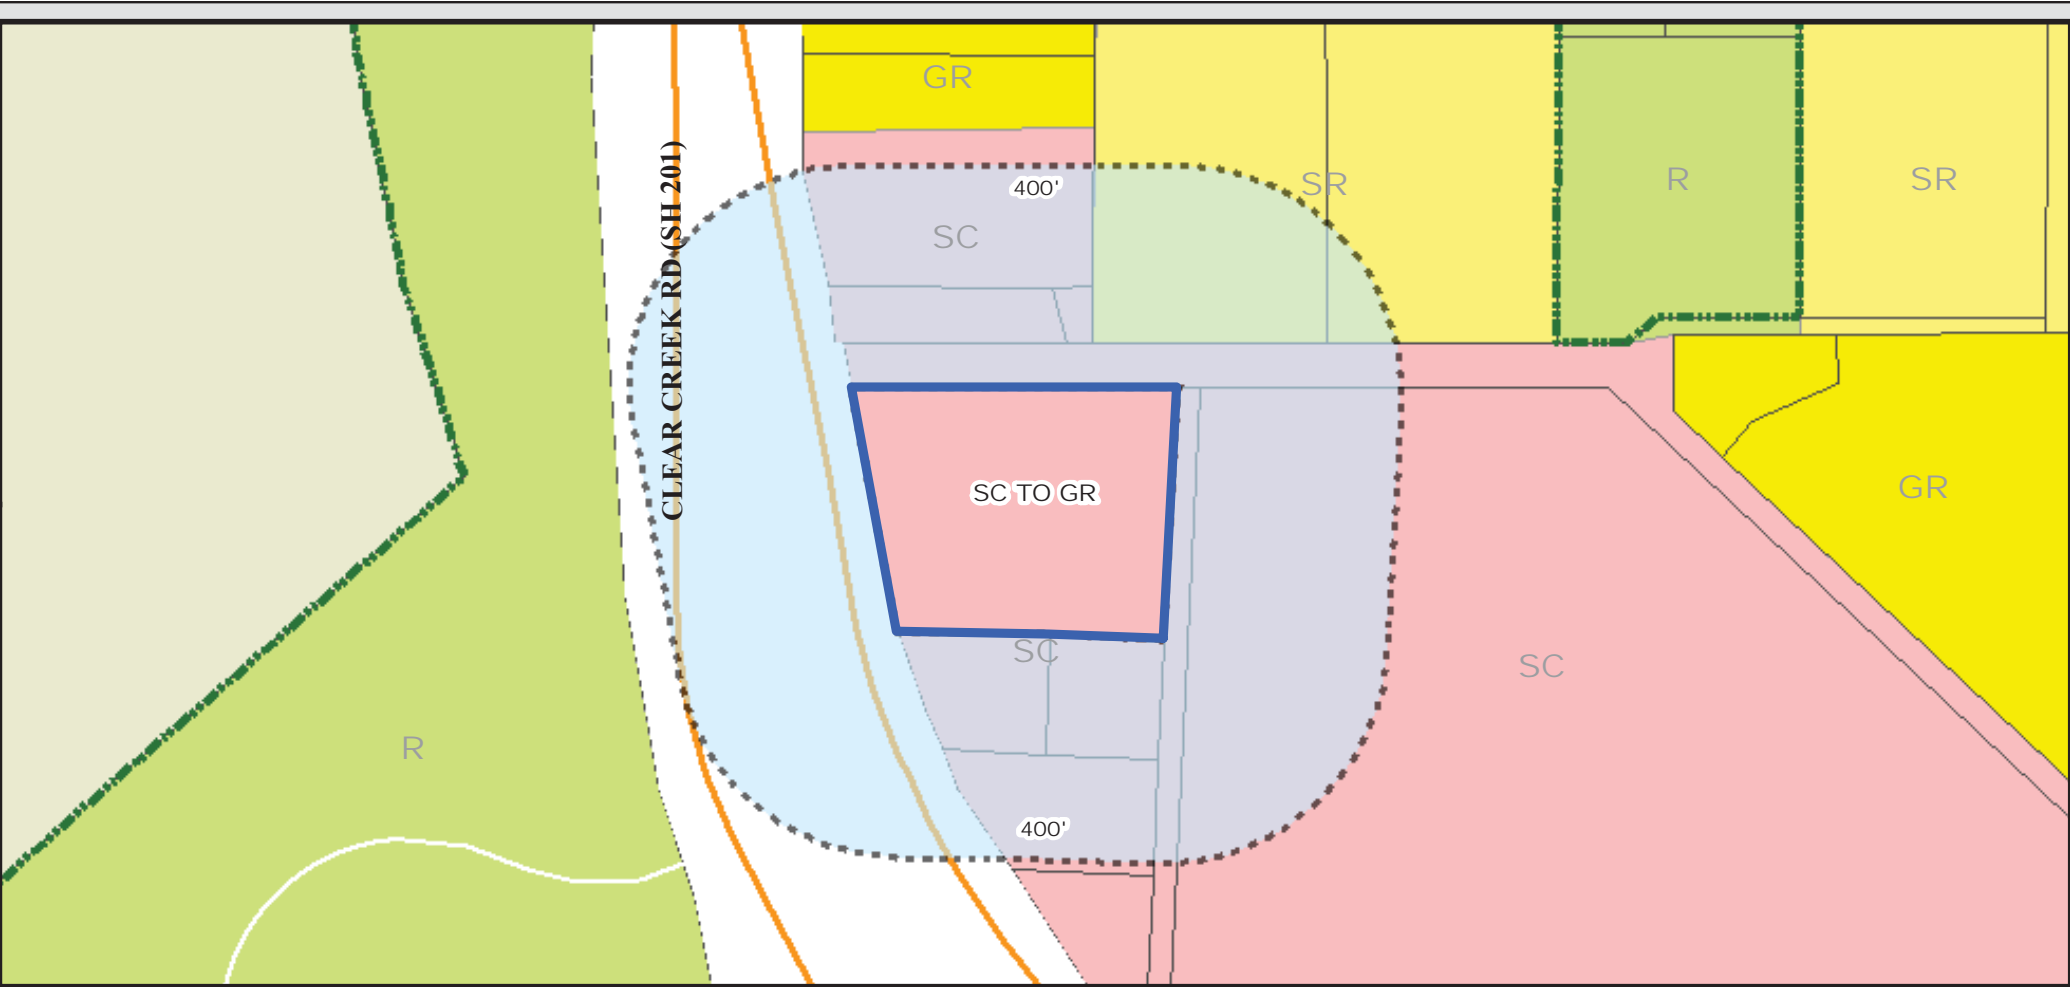 GR
SR
R
SR
400'
SC
CLEAR CREEK RD (SH 201)
SC TO GR
GR
SC
SC
R
400'